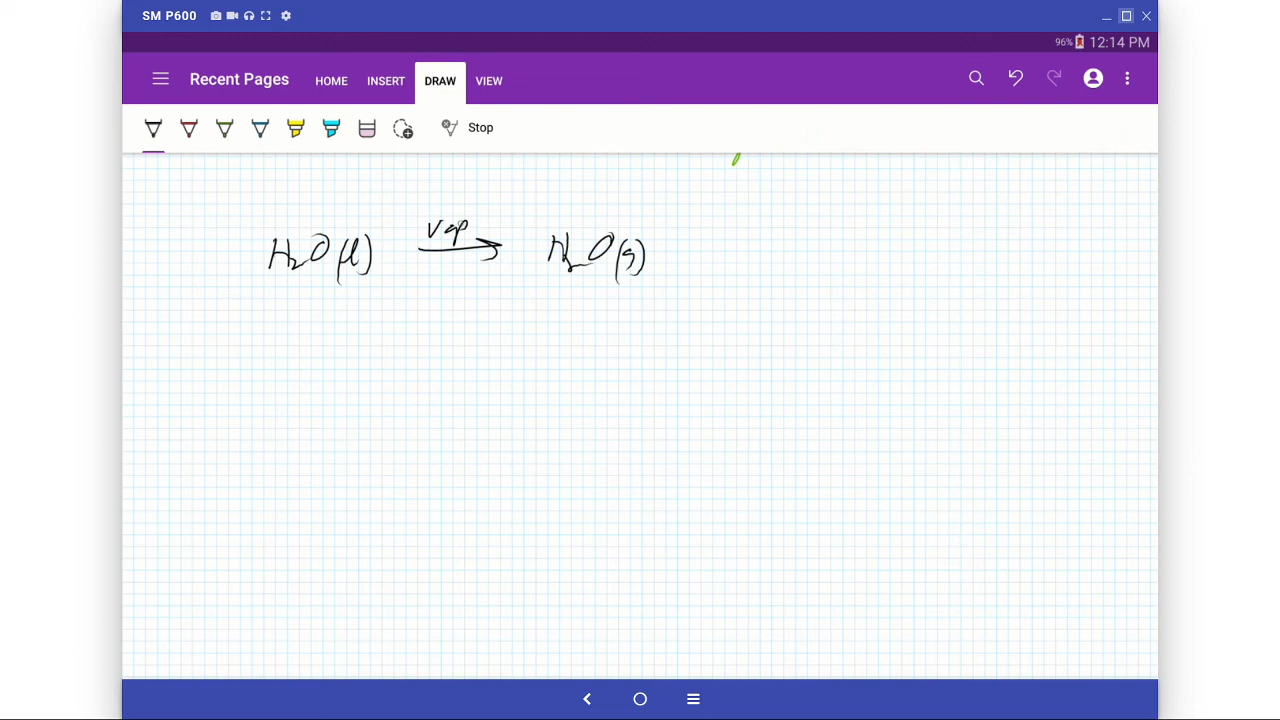 SM P600
96% 12:14 PM
Recent Pages HOME INSERT DRAW VIEW
Stop
H₂O(l) vap → H₂O(g)